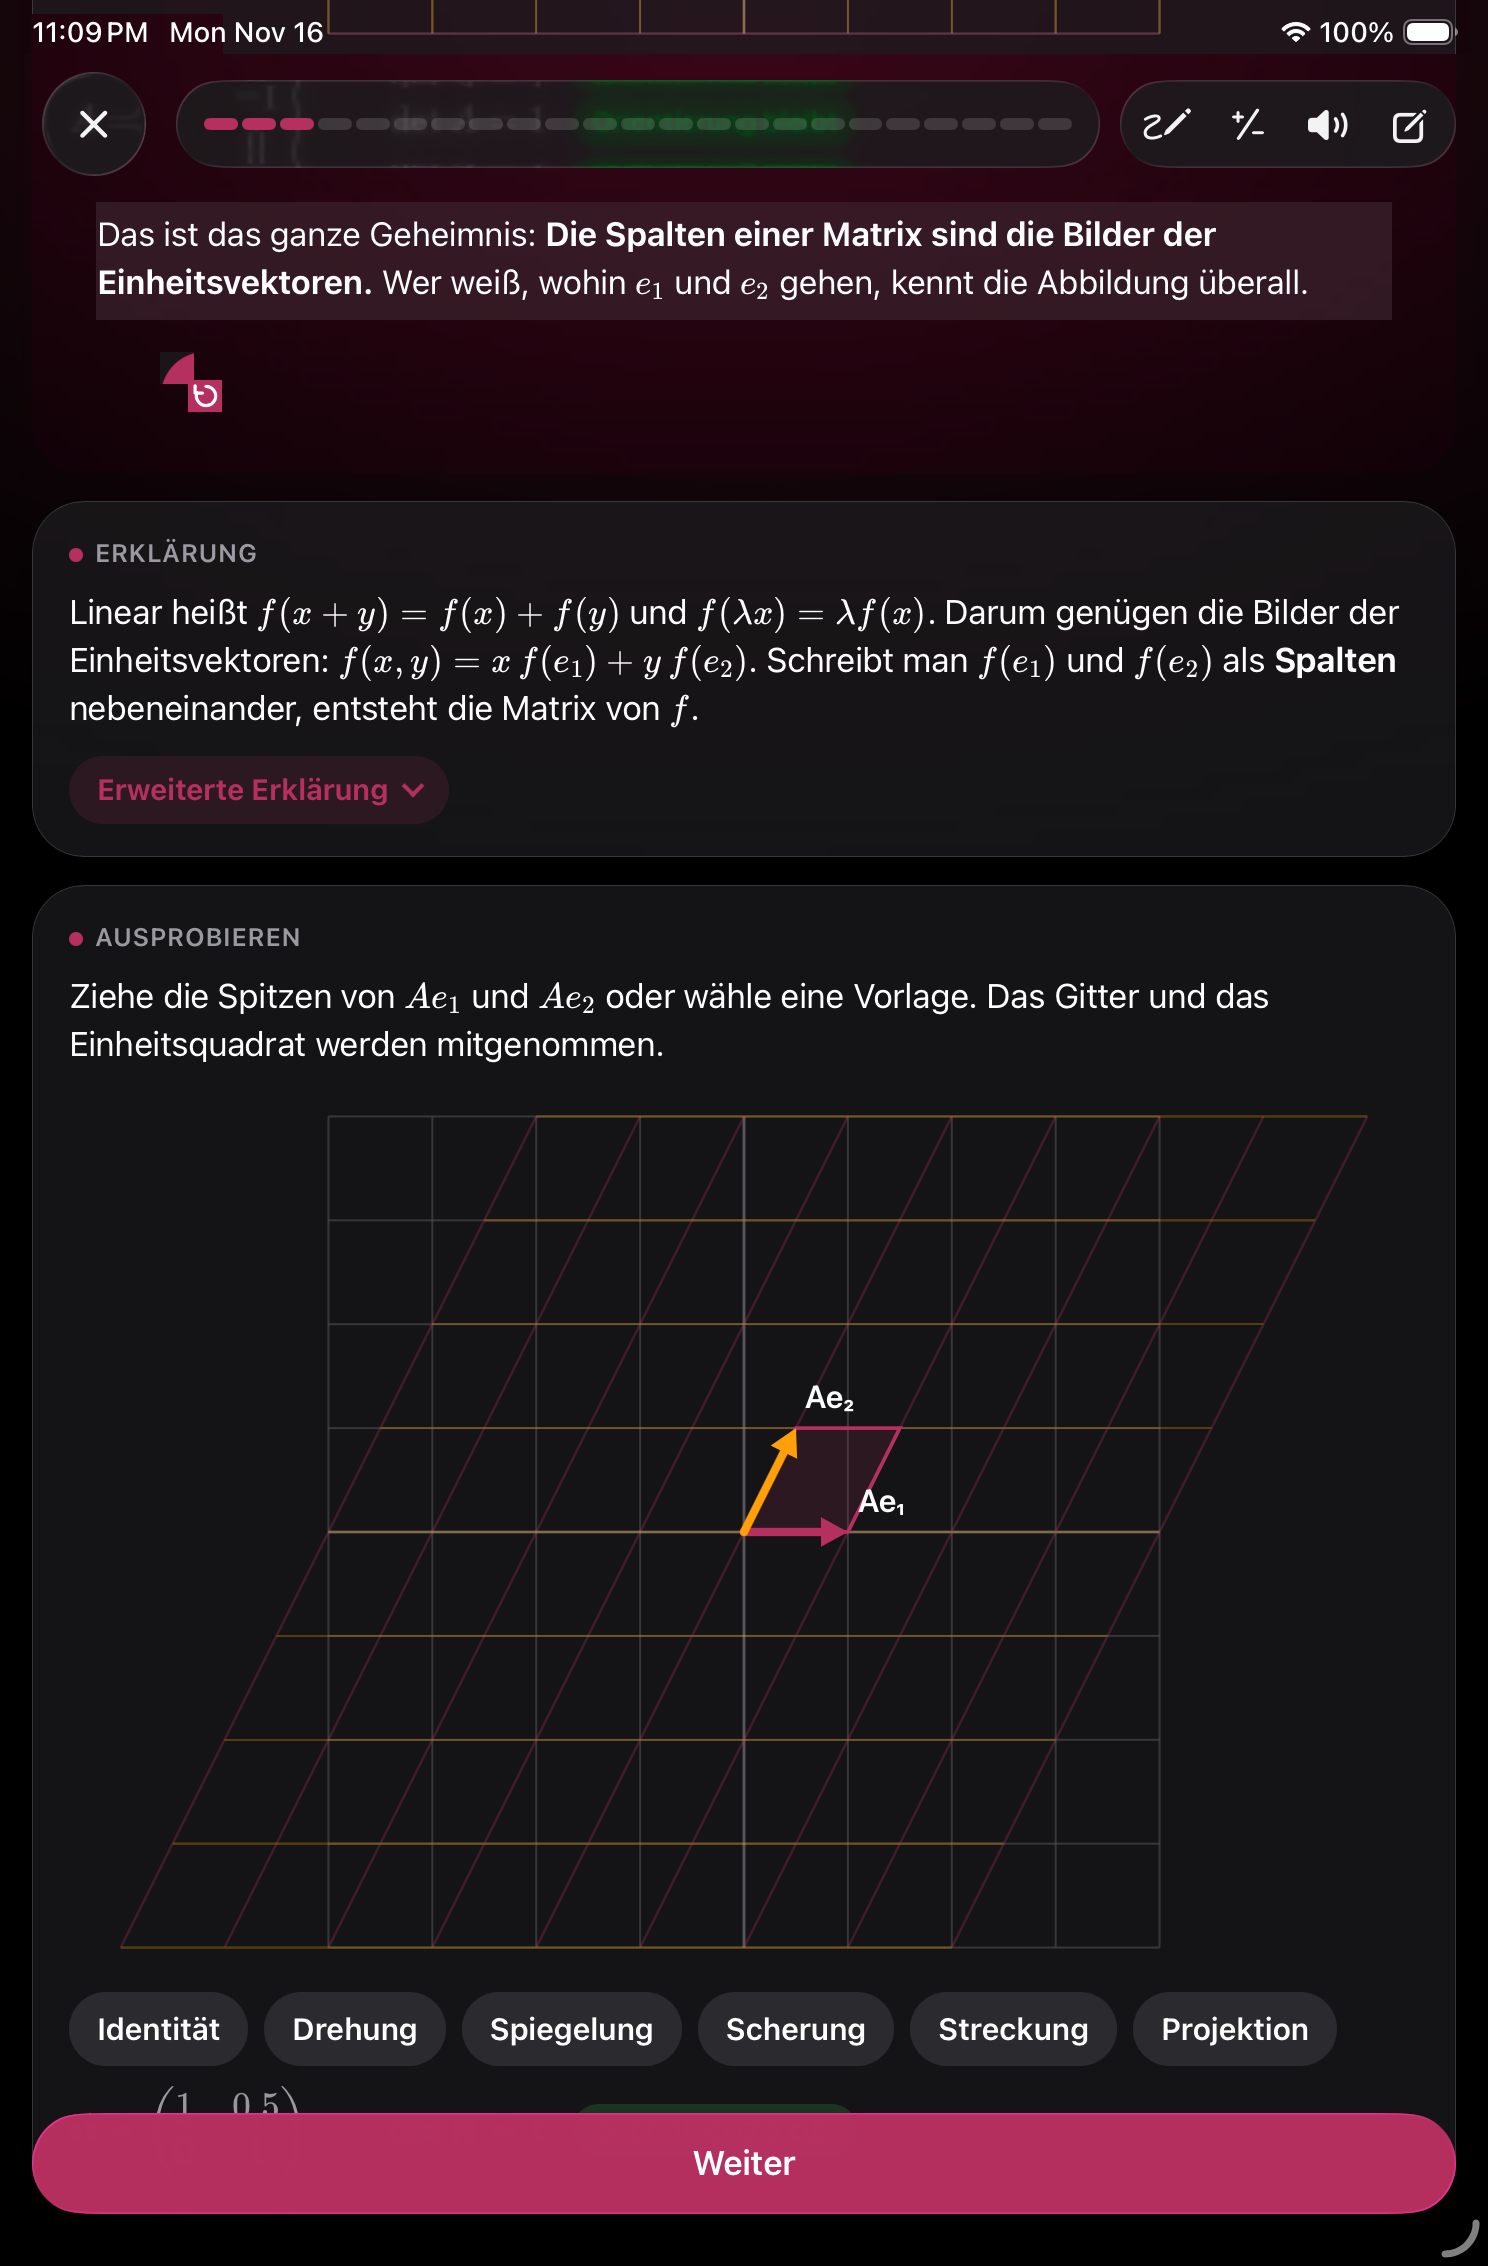 11:09 PM Mon Nov 16
100%
Das ist das ganze Geheimnis: Die Spalten einer Matrix sind die Bilder der
Einheitsvektoren. Wer weiß, wohin e₁ und e₂ gehen, kennt die Abbildung überall.
ERKLÄRUNG
Linear heißt f(x + y) = f(x) + f(y) und f(λx) = λf(x). Darum genügen die Bilder der
Einheitsvektoren: f(x, y) = x f(e₁) + y f(e₂). Schreibt man f(e₁) und f(e₂) als Spalten
nebeneinander, entsteht die Matrix von f.
Erweiterte Erklärung
AUSPROBIEREN
Ziehe die Spitzen von Ae₁ und Ae₂ oder wähle eine Vorlage. Das Gitter und das
Einheitsquadrat werden mitgenommen.
Ae₂
Ae₁
Identität Drehung Spiegelung Scherung Streckung Projektion
(1 0.5)
Weiter